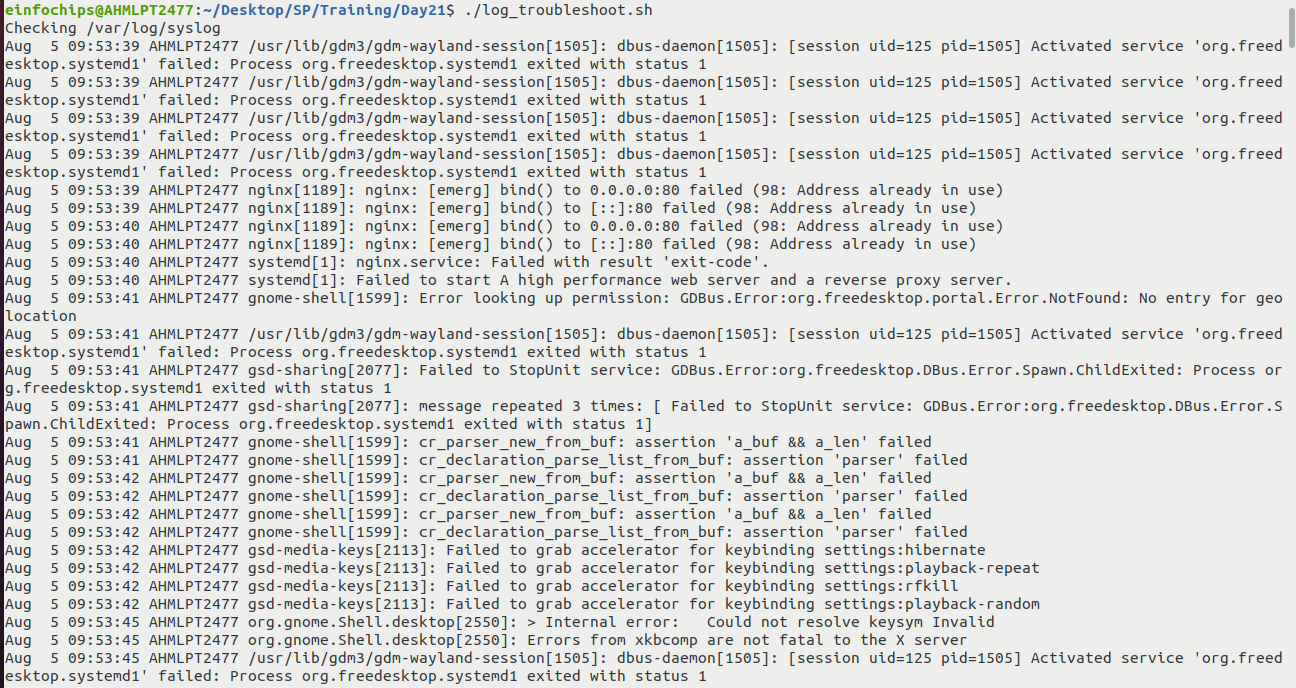 einfochips@AHMLPT2477:~/Desktop/SP/Training/Day21$ ./log_troubleshoot.sh
Checking /var/log/syslog
Aug  5 09:53:39 AHMLPT2477 /usr/lib/gdm3/gdm-wayland-session[1505]: dbus-daemon[1505]: [session uid=125 pid=1505] Activated service 'org.freed
esktop.systemd1' failed: Process org.freedesktop.systemd1 exited with status 1
Aug  5 09:53:39 AHMLPT2477 /usr/lib/gdm3/gdm-wayland-session[1505]: dbus-daemon[1505]: [session uid=125 pid=1505] Activated service 'org.freed
esktop.systemd1' failed: Process org.freedesktop.systemd1 exited with status 1
Aug  5 09:53:39 AHMLPT2477 /usr/lib/gdm3/gdm-wayland-session[1505]: dbus-daemon[1505]: [session uid=125 pid=1505] Activated service 'org.freed
esktop.systemd1' failed: Process org.freedesktop.systemd1 exited with status 1
Aug  5 09:53:39 AHMLPT2477 /usr/lib/gdm3/gdm-wayland-session[1505]: dbus-daemon[1505]: [session uid=125 pid=1505] Activated service 'org.freed
esktop.systemd1' failed: Process org.freedesktop.systemd1 exited with status 1
Aug  5 09:53:39 AHMLPT2477 nginx[1189]: nginx: [emerg] bind() to 0.0.0.0:80 failed (98: Address already in use)
Aug  5 09:53:39 AHMLPT2477 nginx[1189]: nginx: [emerg] bind() to [::]:80 failed (98: Address already in use)
Aug  5 09:53:40 AHMLPT2477 nginx[1189]: nginx: [emerg] bind() to 0.0.0.0:80 failed (98: Address already in use)
Aug  5 09:53:40 AHMLPT2477 nginx[1189]: nginx: [emerg] bind() to [::]:80 failed (98: Address already in use)
Aug  5 09:53:40 AHMLPT2477 systemd[1]: nginx.service: Failed with result 'exit-code'.
Aug  5 09:53:40 AHMLPT2477 systemd[1]: Failed to start A high performance web server and a reverse proxy server.
Aug  5 09:53:41 AHMLPT2477 gnome-shell[1599]: Error looking up permission: GDBus.Error:org.freedesktop.portal.Error.NotFound: No entry for geo
location
Aug  5 09:53:41 AHMLPT2477 /usr/lib/gdm3/gdm-wayland-session[1505]: dbus-daemon[1505]: [session uid=125 pid=1505] Activated service 'org.freed
esktop.systemd1' failed: Process org.freedesktop.systemd1 exited with status 1
Aug  5 09:53:41 AHMLPT2477 gsd-sharing[2077]: Failed to StopUnit service: GDBus.Error:org.freedesktop.DBus.Error.Spawn.ChildExited: Process or
g.freedesktop.systemd1 exited with status 1
Aug  5 09:53:41 AHMLPT2477 gsd-sharing[2077]: message repeated 3 times: [ Failed to StopUnit service: GDBus.Error:org.freedesktop.DBus.Error.S
pawn.ChildExited: Process org.freedesktop.systemd1 exited with status 1]
Aug  5 09:53:41 AHMLPT2477 gnome-shell[1599]: cr_parser_new_from_buf: assertion 'a_buf && a_len' failed
Aug  5 09:53:41 AHMLPT2477 gnome-shell[1599]: cr_declaration_parse_list_from_buf: assertion 'parser' failed
Aug  5 09:53:42 AHMLPT2477 gnome-shell[1599]: cr_parser_new_from_buf: assertion 'a_buf && a_len' failed
Aug  5 09:53:42 AHMLPT2477 gnome-shell[1599]: cr_declaration_parse_list_from_buf: assertion 'parser' failed
Aug  5 09:53:42 AHMLPT2477 gnome-shell[1599]: cr_parser_new_from_buf: assertion 'a_buf && a_len' failed
Aug  5 09:53:42 AHMLPT2477 gnome-shell[1599]: cr_declaration_parse_list_from_buf: assertion 'parser' failed
Aug  5 09:53:42 AHMLPT2477 gsd-media-keys[2113]: Failed to grab accelerator for keybinding settings:hibernate
Aug  5 09:53:42 AHMLPT2477 gsd-media-keys[2113]: Failed to grab accelerator for keybinding settings:playback-repeat
Aug  5 09:53:42 AHMLPT2477 gsd-media-keys[2113]: Failed to grab accelerator for keybinding settings:rfkill
Aug  5 09:53:42 AHMLPT2477 gsd-media-keys[2113]: Failed to grab accelerator for keybinding settings:playback-random
Aug  5 09:53:45 AHMLPT2477 org.gnome.Shell.desktop[2550]: > Internal error:   Could not resolve keysym Invalid
Aug  5 09:53:45 AHMLPT2477 org.gnome.Shell.desktop[2550]: Errors from xkbcomp are not fatal to the X server
Aug  5 09:53:45 AHMLPT2477 /usr/lib/gdm3/gdm-wayland-session[1505]: dbus-daemon[1505]: [session uid=125 pid=1505] Activated service 'org.freed
esktop.systemd1' failed: Process org.freedesktop.systemd1 exited with status 1